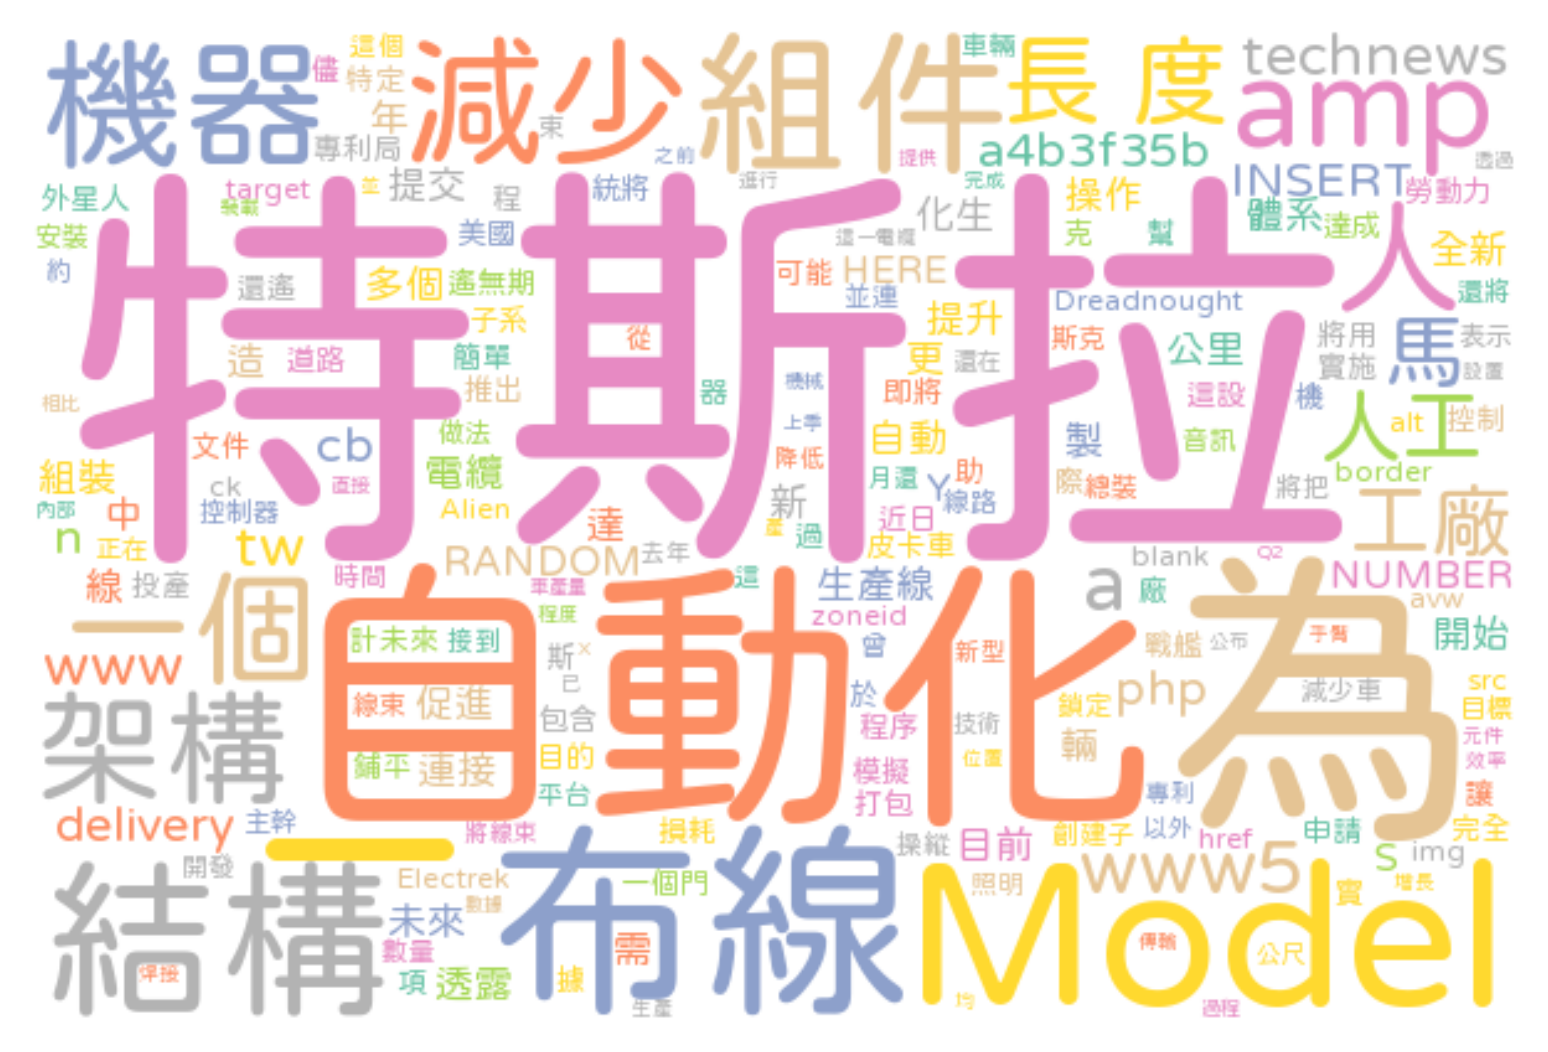 機器
儘
這個
特定
年
專利局
減少
束
組件
車輛
長度
technews
amp
之前
提供
a4b3f35b
透過
外星人
target
裝載
並
提交
程
統將
進行
完成
操作
INSERT
勞動力
安裝
約
美國
特斯拉
化生
這一電纜
克
幫
體系
達成
人
全新
還遙
多個
遙無期
子系
可能
HERE
並連
Dreadnought
還將
造
道路
簡單
從
提升
更
還在
斯克
公里
將用
實施
馬
表示
設置
推出
相比
器
機械
即將
這設
機
文件
cb
做法
上季
自動
製
音訊
人工
alt
控制
組裝
ck
直接
電纜
降低
月還
Y
助
際
總裝
將把
border
內部
中
控制器
Alien
達
新
產
過
近日
線路
工廠
n
正在
tw
RANDOM
去年
皮卡車
blank
Q2
線
投產
時間
車產量
這
生產線
a
廠
NUMBER
avw
一個
自動化
為
計未來
接到
程度
zoneid
曾
新型
戰艦
公布
手臂
開始
www
斯
x
已
線束
促進
包含
於
程序
技術
鎖定
php
減少車
src
目標
架構
輛
元件
效率
鋪平
連接
目的
平台
模擬
打包
位置
專利
讓
delivery
主幹
一
將線束
損耗
操縱
目前
創建子
以外
href
申請
完全
S
img
結構
開發
Electrek
數據
布線
一個門
照明
www5
Model
增長
實
未來
數量
焊接
項
透露
據
需
生產
均
傳輸
公尺
過程